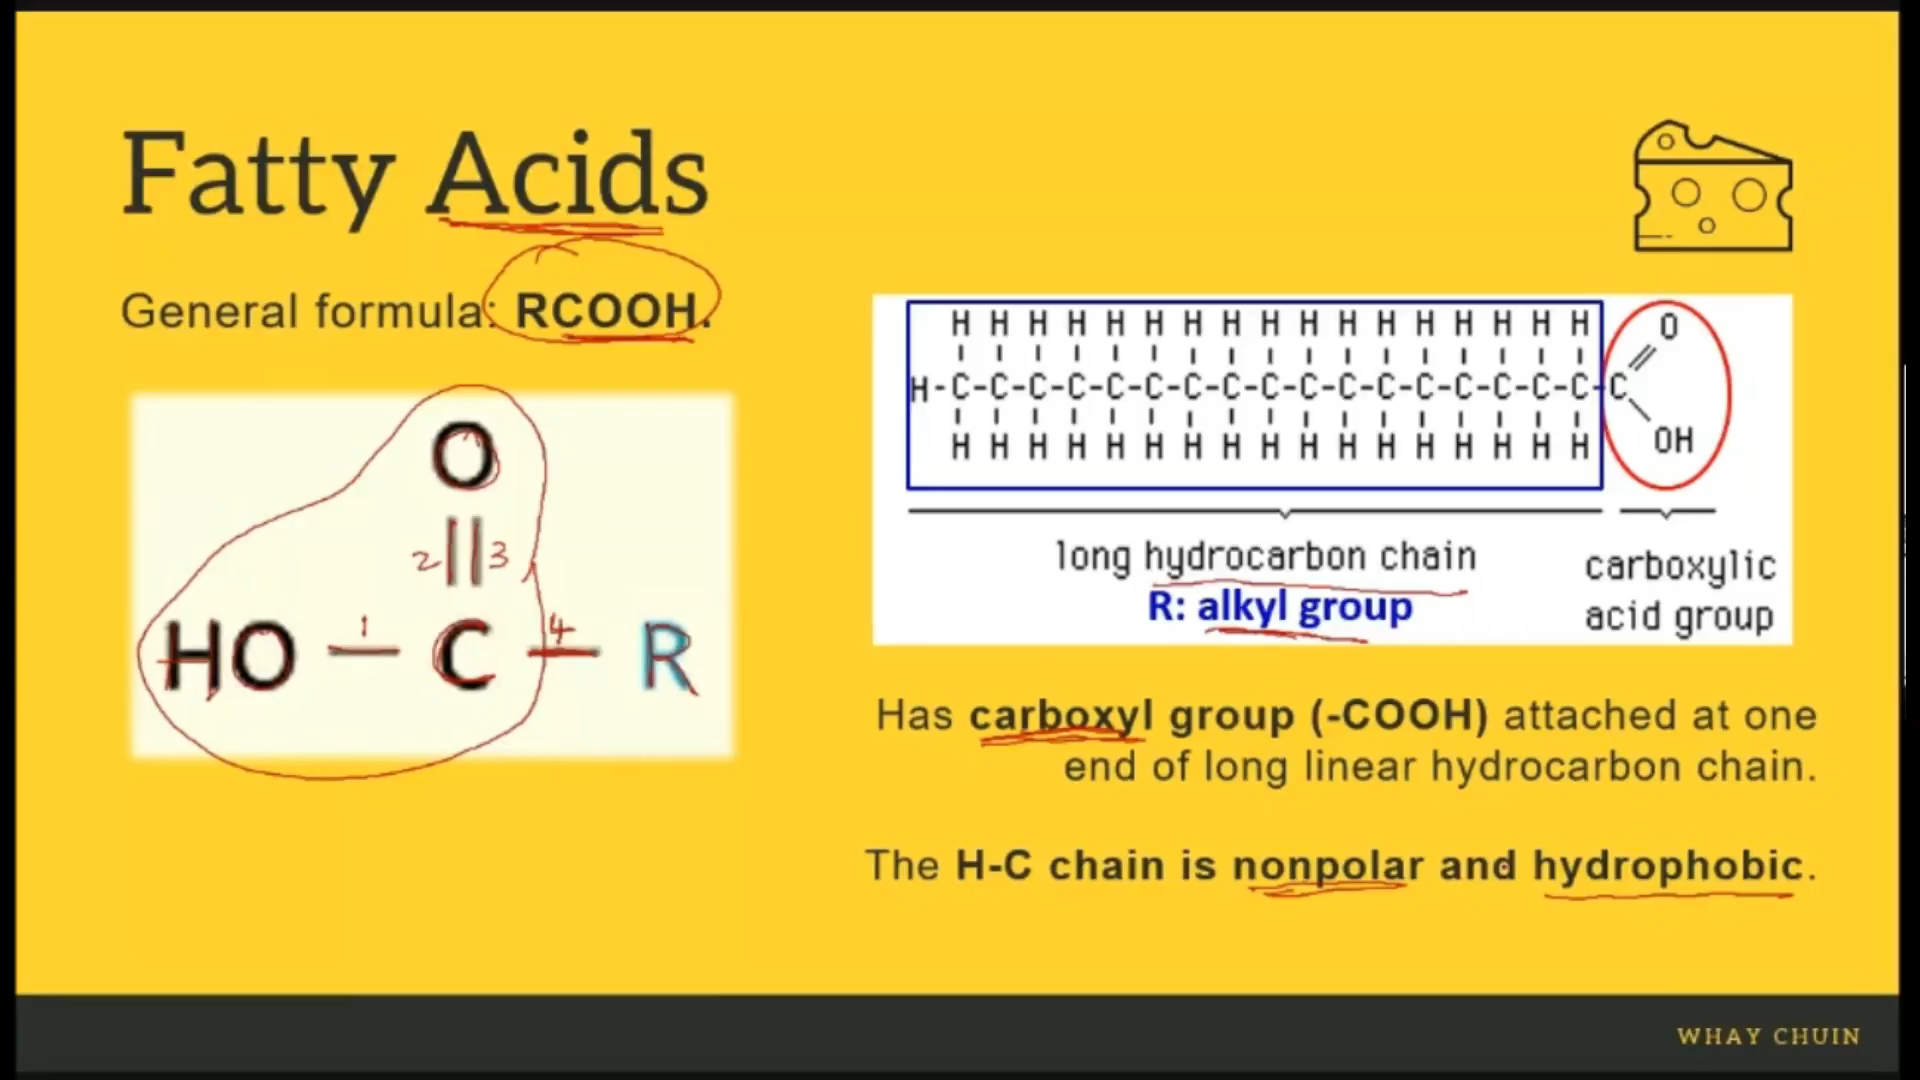 Fatty Acids
General formula: RCOOH.
O
2 3
HO 1 C 4 R
H H H H H H H H H H H H H H H H H
O
H-C-C-C-C-C-C-C-C-C-C-C-C-C-C-C-C-C-C
H H H H H H H H H H H H H H H H H
OH
long hydrocarbon chain
R: alkyl group
carboxylic
acid group
Has carboxyl group (-COOH) attached at one
end of long linear hydrocarbon chain.
The H-C chain is nonpolar and hydrophobic.
WHAY CHUIN